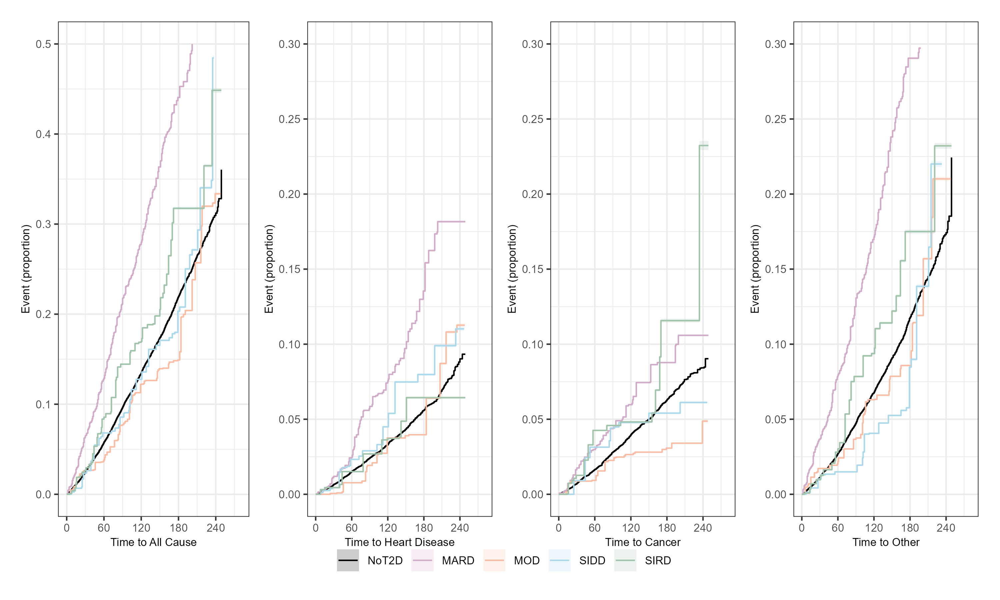 0.5
0.4
0.3
0.2
0.1
0.0
Event (proportion)
0 60 120 180 240
Time to All Cause
0.30
0.25
0.20
0.15
0.10
0.05
0.00
Event (proportion)
0 60 120 180 240
Time to Heart Disease
0.30
0.25
0.20
0.15
0.10
0.05
0.00
Event (proportion)
0 60 120 180 240
Time to Cancer
0.30
0.25
0.20
0.15
0.10
0.05
0.00
Event (proportion)
0 60 120 180 240
Time to Other
NoT2D MARD MOD SIDD SIRD